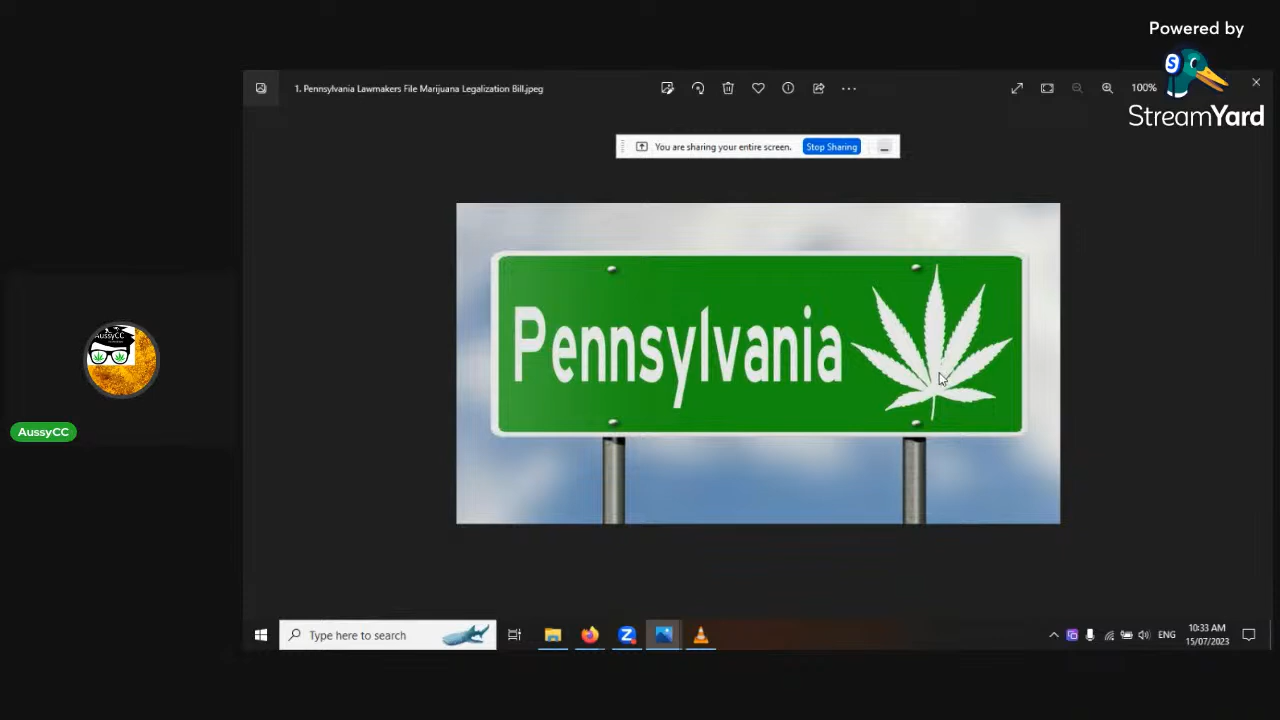 Powered by
StreamYard
1. Pennsylvania Lawmakers File Marijuana Legalization Bill.jpeg
100%
You are sharing your entire screen.
Stop Sharing
Pennsylvania
AussyCC
AussyCC
Type here to search
ENG
10:33 AM
15/07/2023